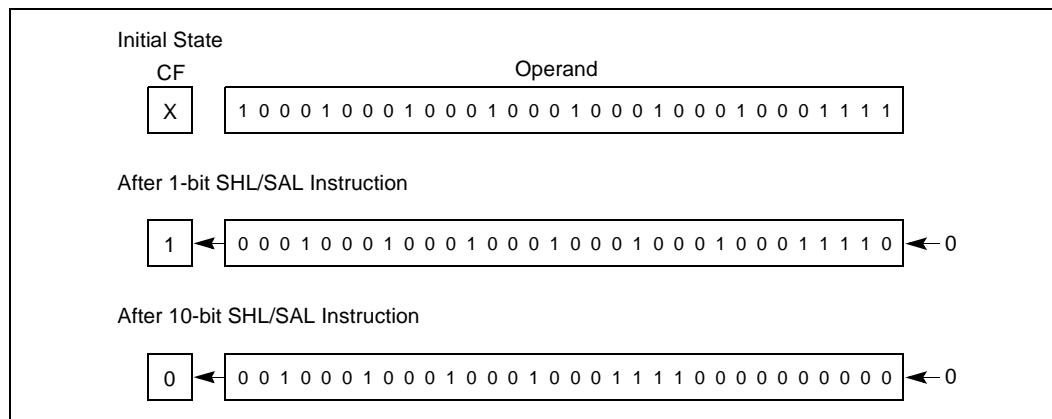 Initial State
CF Operand
X 1 0 0 0 1 0 0 0 1 0 0 0 1 0 0 0 1 0 0 0 1 0 0 0 1 0 0 0 1 1 1 1
After 1-bit SHL/SAL Instruction
1 0 0 0 1 0 0 0 1 0 0 0 1 0 0 0 1 0 0 0 1 0 0 0 1 0 0 0 1 1 1 1 0 0
After 10-bit SHL/SAL Instruction
0 0 0 1 0 0 0 1 0 0 0 1 0 0 0 1 0 0 0 1 1 1 1 0 0 0 0 0 0 0 0 0 0 0